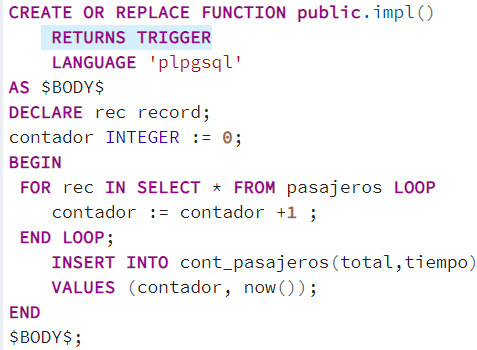 CREATE OR REPLACE FUNCTION public.impl()
    RETURNS TRIGGER
    LANGUAGE 'plpgsql'
AS $BODY$
DECLARE rec record;
contador INTEGER := 0;
BEGIN
 FOR rec IN SELECT * FROM pasajeros LOOP
    contador := contador +1 ;
 END LOOP;
    INSERT INTO cont_pasajeros(total,tiempo)
    VALUES (contador, now());
END
$BODY$;